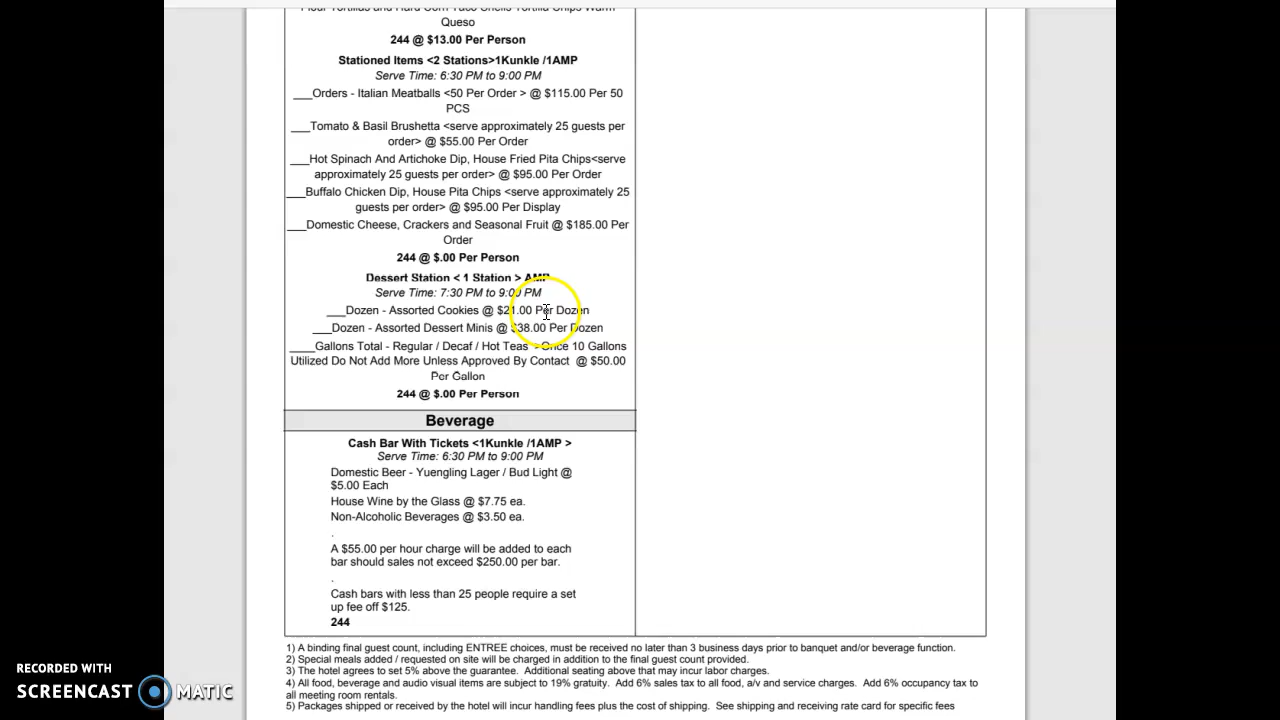 Flour Tortillas and Hard Corn Taco Shells Tortilla Chips Warm
Queso
244 @ $13.00 Per Person
Stationed Items <2 Stations>1Kunkle /1AMP
Serve Time: 6:30 PM to 9:00 PM
___Orders - Italian Meatballs <50 Per Order > @ $115.00 Per 50
PCS
___Tomato & Basil Brushetta <serve approximately 25 guests per
order> @ $55.00 Per Order
___Hot Spinach And Artichoke Dip, House Fried Pita Chips<serve
approximately 25 guests per order> @ $95.00 Per Order
___Buffalo Chicken Dip, House Pita Chips <serve approximately 25
guests per order> @ $95.00 Per Display
___Domestic Cheese, Crackers and Seasonal Fruit @ $185.00 Per
Order
244 @ $.00 Per Person
Dessert Station < 1 Station > AMP
Serve Time: 7:30 PM to 9:00 PM
___Dozen - Assorted Cookies @ $21.00 Per Dozen
___Dozen - Assorted Dessert Minis @ $38.00 Per Dozen
____Gallons Total - Regular / Decaf / Hot Teas >Once 10 Gallons
Utilized Do Not Add More Unless Approved By Contact @ $50.00
Per Gallon
244 @ $.00 Per Person
Beverage
Cash Bar With Tickets <1Kunkle /1AMP >
Serve Time: 6:30 PM to 9:00 PM
Domestic Beer - Yuengling Lager / Bud Light @
$5.00 Each
House Wine by the Glass @ $7.75 ea.
Non-Alcoholic Beverages @ $3.50 ea.
.
A $55.00 per hour charge will be added to each
bar should sales not exceed $250.00 per bar.
.
Cash bars with less than 25 people require a set
up fee off $125.
244
1) A binding final guest count, including ENTREE choices, must be received no later than 3 business days prior to banquet and/or beverage function.
2) Special meals added / requested on site will be charged in addition to the final guest count provided.
3) The hotel agrees to set 5% above the guarantee. Additional seating above that may incur labor charges.
4) All food, beverage and audio visual items are subject to 19% gratuity. Add 6% sales tax to all food, a/v and service charges. Add 6% occupancy tax to
all meeting room rentals.
5) Packages shipped or received by the hotel will incur handling fees plus the cost of shipping. See shipping and receiving rate card for specific fees
RECORDED WITH
SCREENCAST MATIC